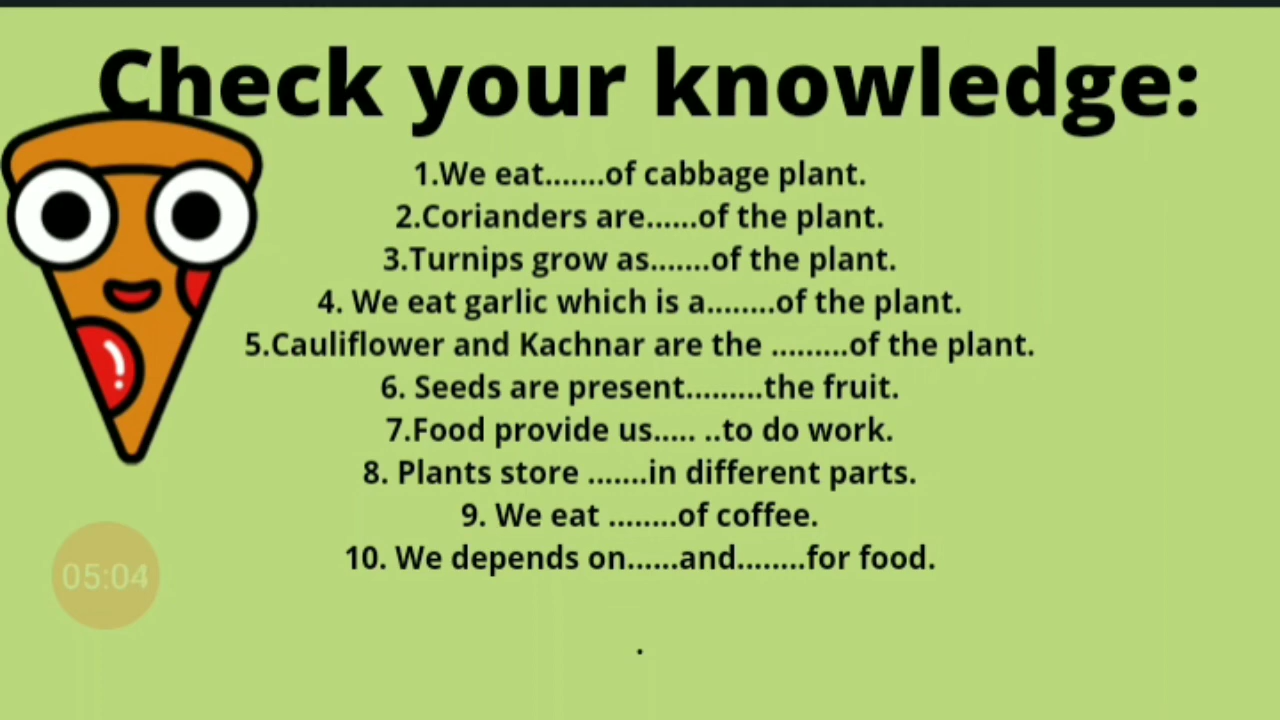 Check your knowledge:
1.We eat.......of cabbage plant.
2.Corianders are......of the plant.
3.Turnips grow as.......of the plant.
4. We eat garlic which is a........of the plant.
5.Cauliflower and Kachnar are the .........of the plant.
6. Seeds are present.........the fruit.
7.Food provide us..... ..to do work.
8. Plants store .......in different parts.
9. We eat ........of coffee.
10. We depends on......and........for food.
05:04
.